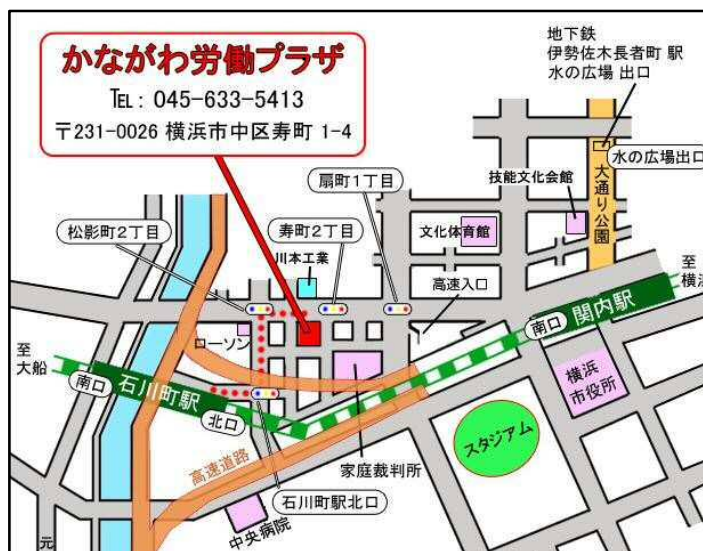 かながわ労働プラザ
TEL: 045-633-5413
〒231-0026 横浜市中区寿町 1-4
地下鉄
伊勢佐木長者町 駅
水の広場 出口
水の広場出口
大通り公園
技能文化会館
扇町1丁目
松影町2丁目
寿町2丁目
川本工業
文化体育館
高速入口
至
横浜
関内駅
南口
ローソン
至
大船
南口
石川町駅
北口
横浜
市役所
スタジアム
家庭裁判所
高速道路
石川町駅北口
中央病院
元